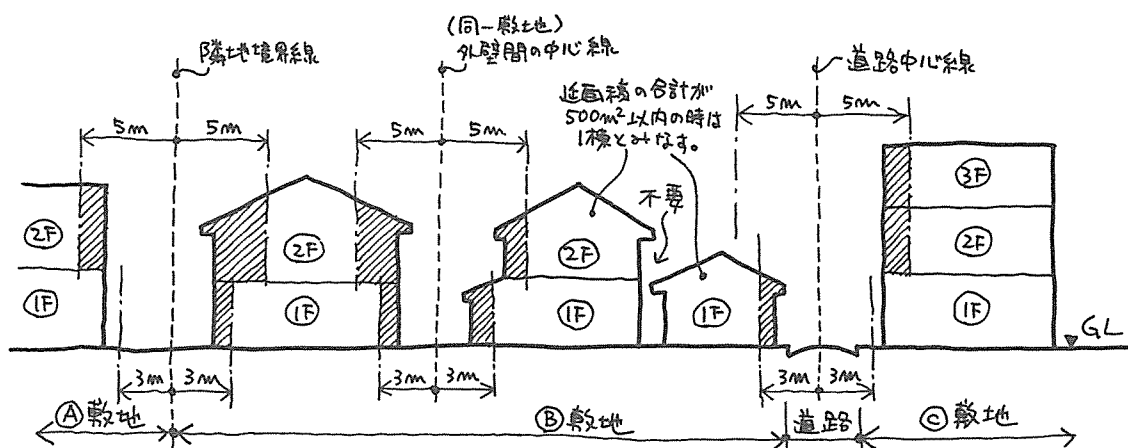 隣地境界線
(同一敷地)
外壁間の中心線
道路中心線
延面積の合計が
500m²以内の時は
1棟とみなす。
5m 5m
5m 5m
5m 5m
不要
2F
1F
2F
1F
2F
1F
1F
3F
2F
1F
GL
3m 3m
3m 3m
3m 3m
Ⓐ敷地
Ⓑ敷地
道路
Ⓒ敷地